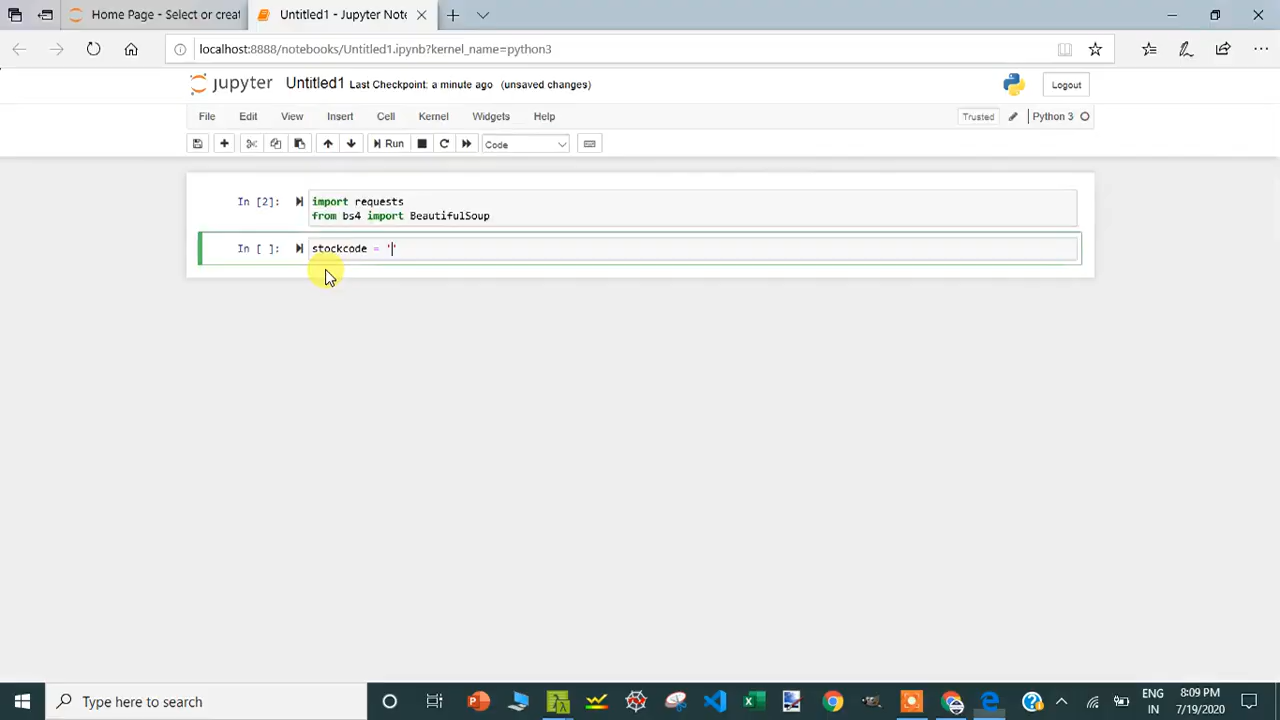 Home Page - Select or creat
Untitled1 - Jupyter Note
localhost:8888/notebooks/Untitled1.ipynb?kernel_name=python3
jupyter Untitled1 Last Checkpoint: a minute ago (unsaved changes)
Logout
File Edit View Insert Cell Kernel Widgets Help
Trusted
Python 3
Run
Code
In [2]:
import requests
from bs4 import BeautifulSoup
In [ ]:
stockcode = ''
Type here to search
ENG
IN
8:09 PM
7/19/2020